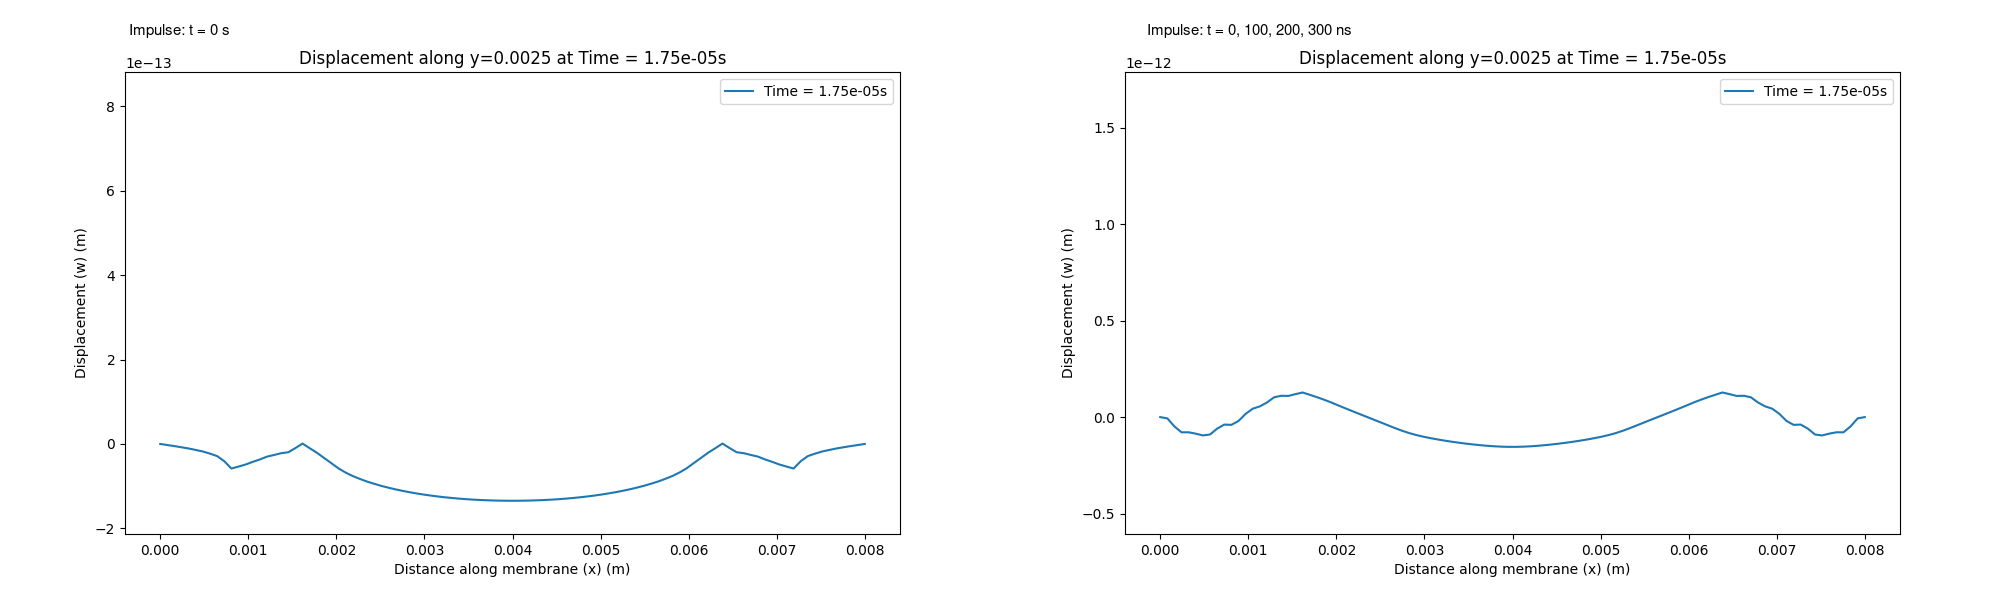 Impulse: t = 0 s
Displacement along y=0.0025 at Time = 1.75e-05s
1e−13
Time = 1.75e-05s
8
6
4
2
0
−2
Displacement (w) (m)
0.000 0.001 0.002 0.003 0.004 0.005 0.006 0.007 0.008
Distance along membrane (x) (m)
Impulse: t = 0, 100, 200, 300 ns
Displacement along y=0.0025 at Time = 1.75e-05s
1e−12
Time = 1.75e-05s
1.5
1.0
0.5
0.0
−0.5
Displacement (w) (m)
0.000 0.001 0.002 0.003 0.004 0.005 0.006 0.007 0.008
Distance along membrane (x) (m)